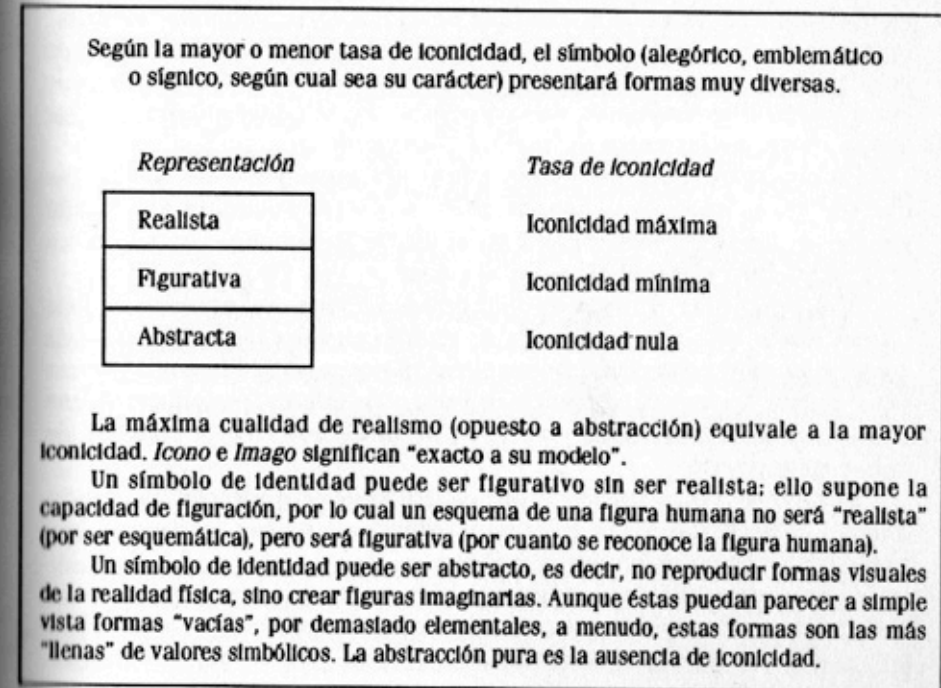 Según la mayor o menor tasa de iconicidad, el símbolo (alegórico, emblemático
o sígnico, según cual sea su carácter) presentará formas muy diversas.
Representación
Tasa de iconicidad
Realista
Iconicidad máxima
Figurativa
Iconicidad mínima
Abstracta
Iconicidad nula
La máxima cualidad de realismo (opuesto a abstracción) equivale a la mayor
iconicidad. Icono e Imago significan "exacto a su modelo".
Un símbolo de identidad puede ser figurativo sin ser realista: ello supone la
capacidad de figuración, por lo cual un esquema de una figura humana no será "realista"
(por ser esquemática), pero será figurativa (por cuanto se reconoce la figura humana).
Un símbolo de identidad puede ser abstracto, es decir, no reproducir formas visuales
de la realidad física, sino crear figuras imaginarias. Aunque éstas puedan parecer a simple
vista formas "vacías", por demasiado elementales, a menudo, estas formas son las más
"llenas" de valores simbólicos. La abstracción pura es la ausencia de iconicidad.